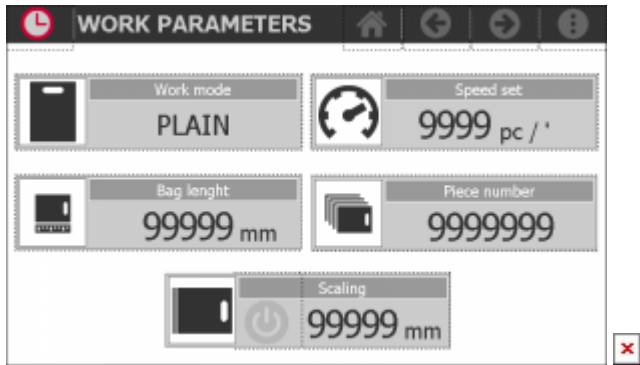 WORK PARAMETERS
Work mode
PLAIN
Speed set
9999 pc / '
Bag lenght
99999 mm
Piece number
9999999
Scaling
99999 mm